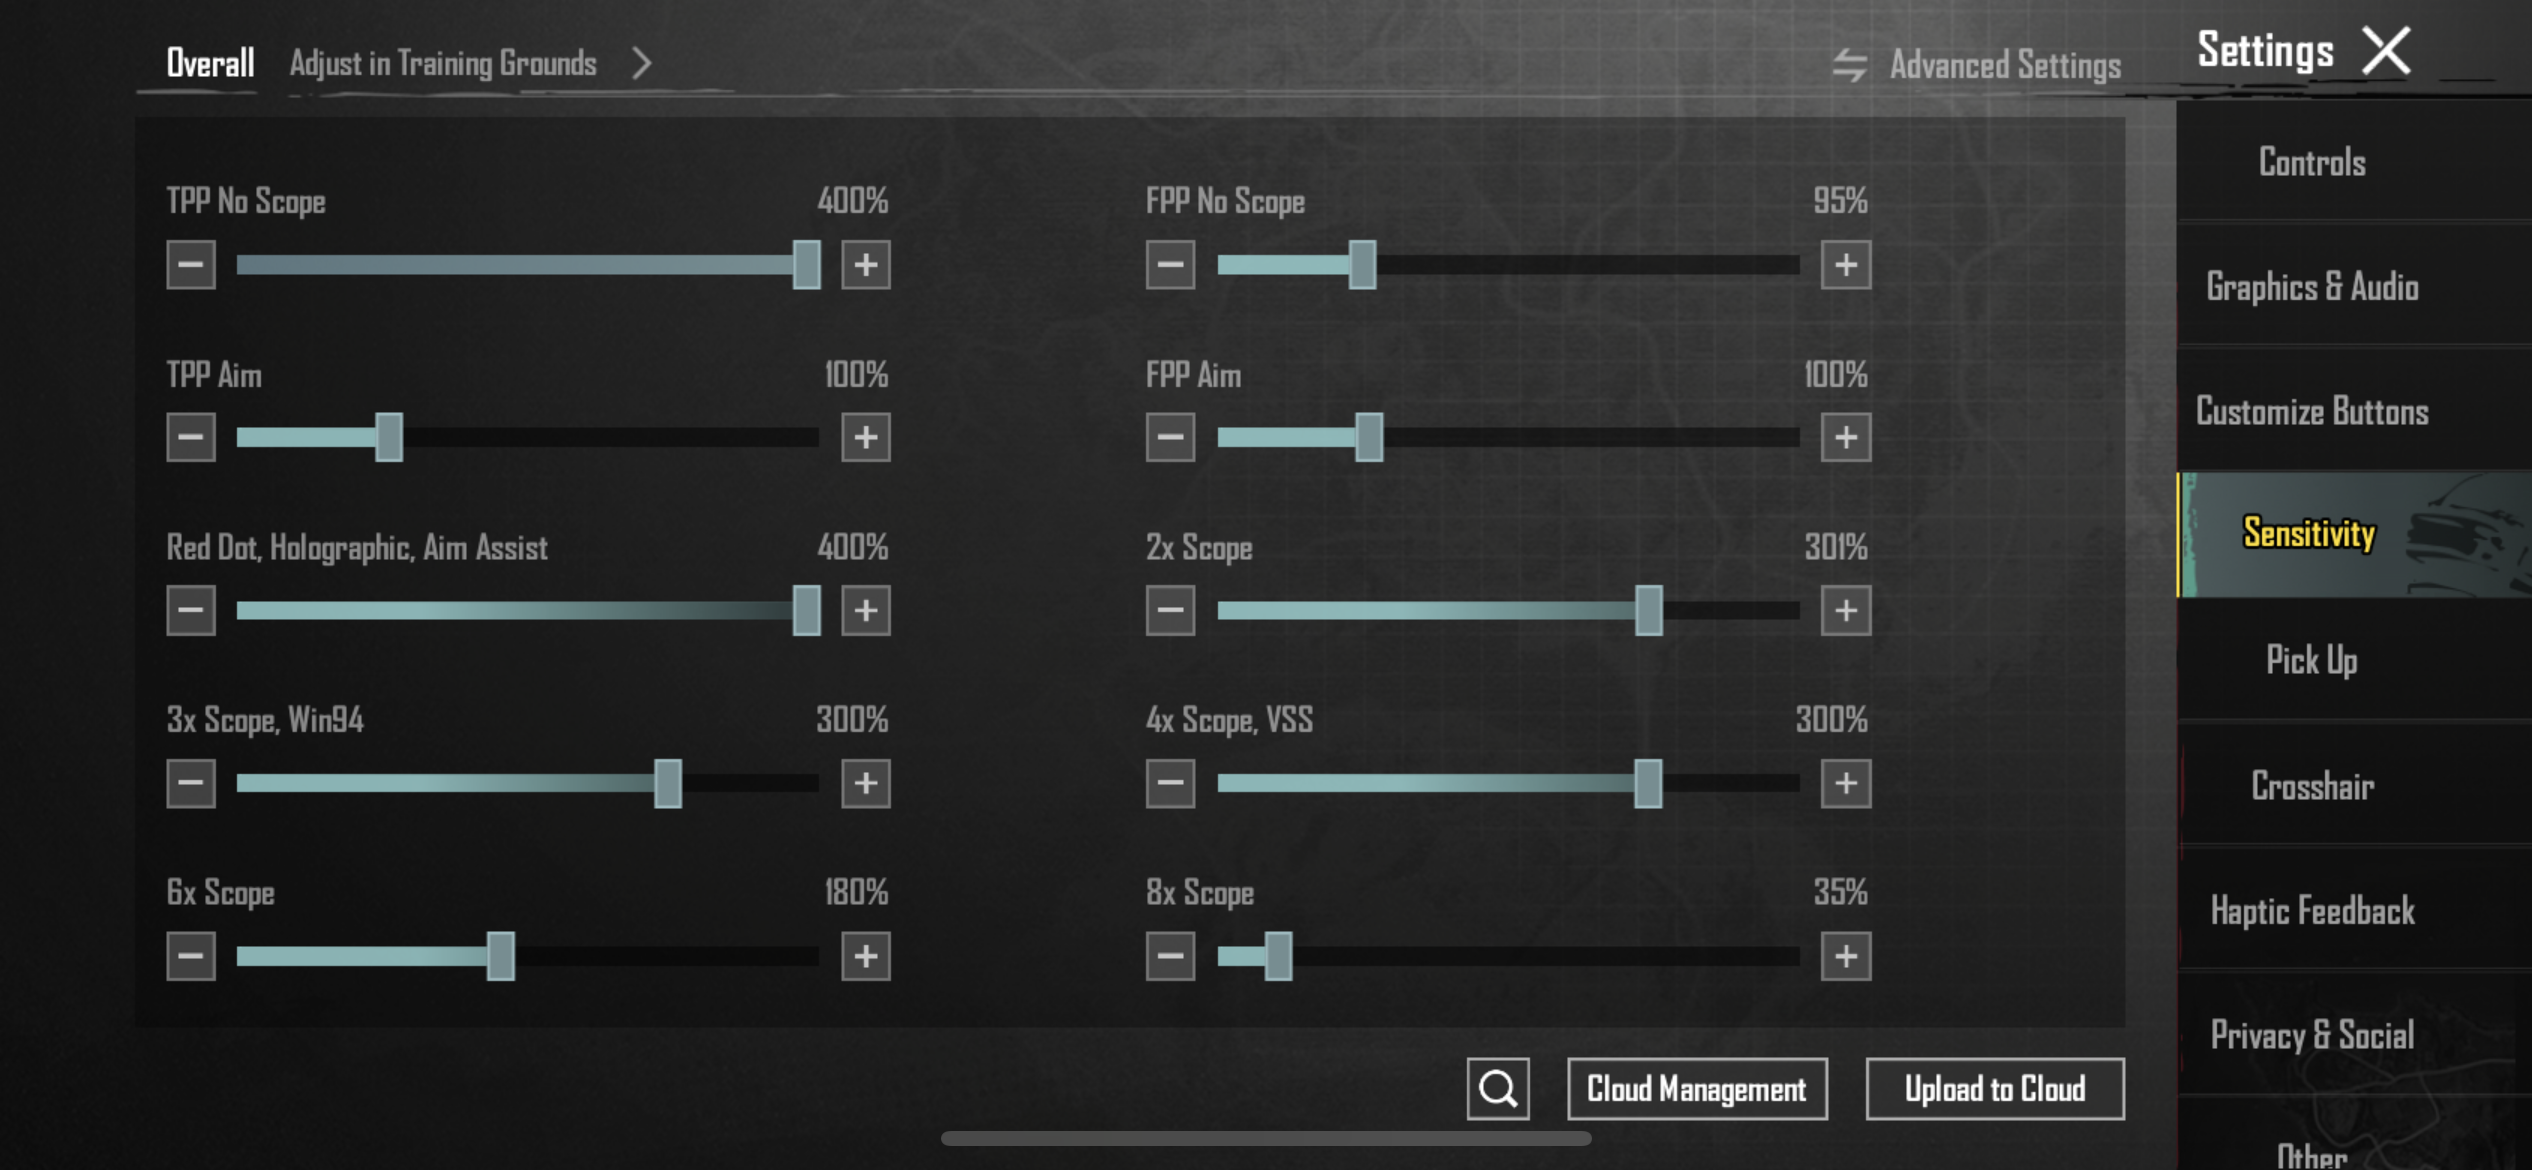 Overall Adjust in Training Grounds
Advanced Settings
Settings
TPP No Scope 400%
FPP No Scope 95%
TPP Aim 100%
FPP Aim 100%
Red Dot, Holographic, Aim Assist 400%
2x Scope 301%
3x Scope, Win94 300%
4x Scope, VSS 300%
6x Scope 180%
8x Scope 35%
Cloud Management
Upload to Cloud
Controls
Graphics & Audio
Customize Buttons
Sensitivity
Pick Up
Crosshair
Haptic Feedback
Privacy & Social
Other